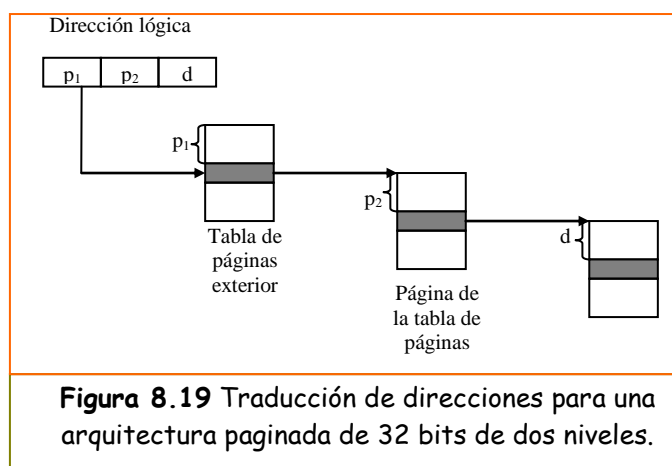 Dirección lógica
p₁ p₂ d
p₁
p₂
d
Tabla de
páginas
exterior
Página de
la tabla de
páginas
Figura 8.19 Traducción de direcciones para una
arquitectura paginada de 32 bits de dos niveles.